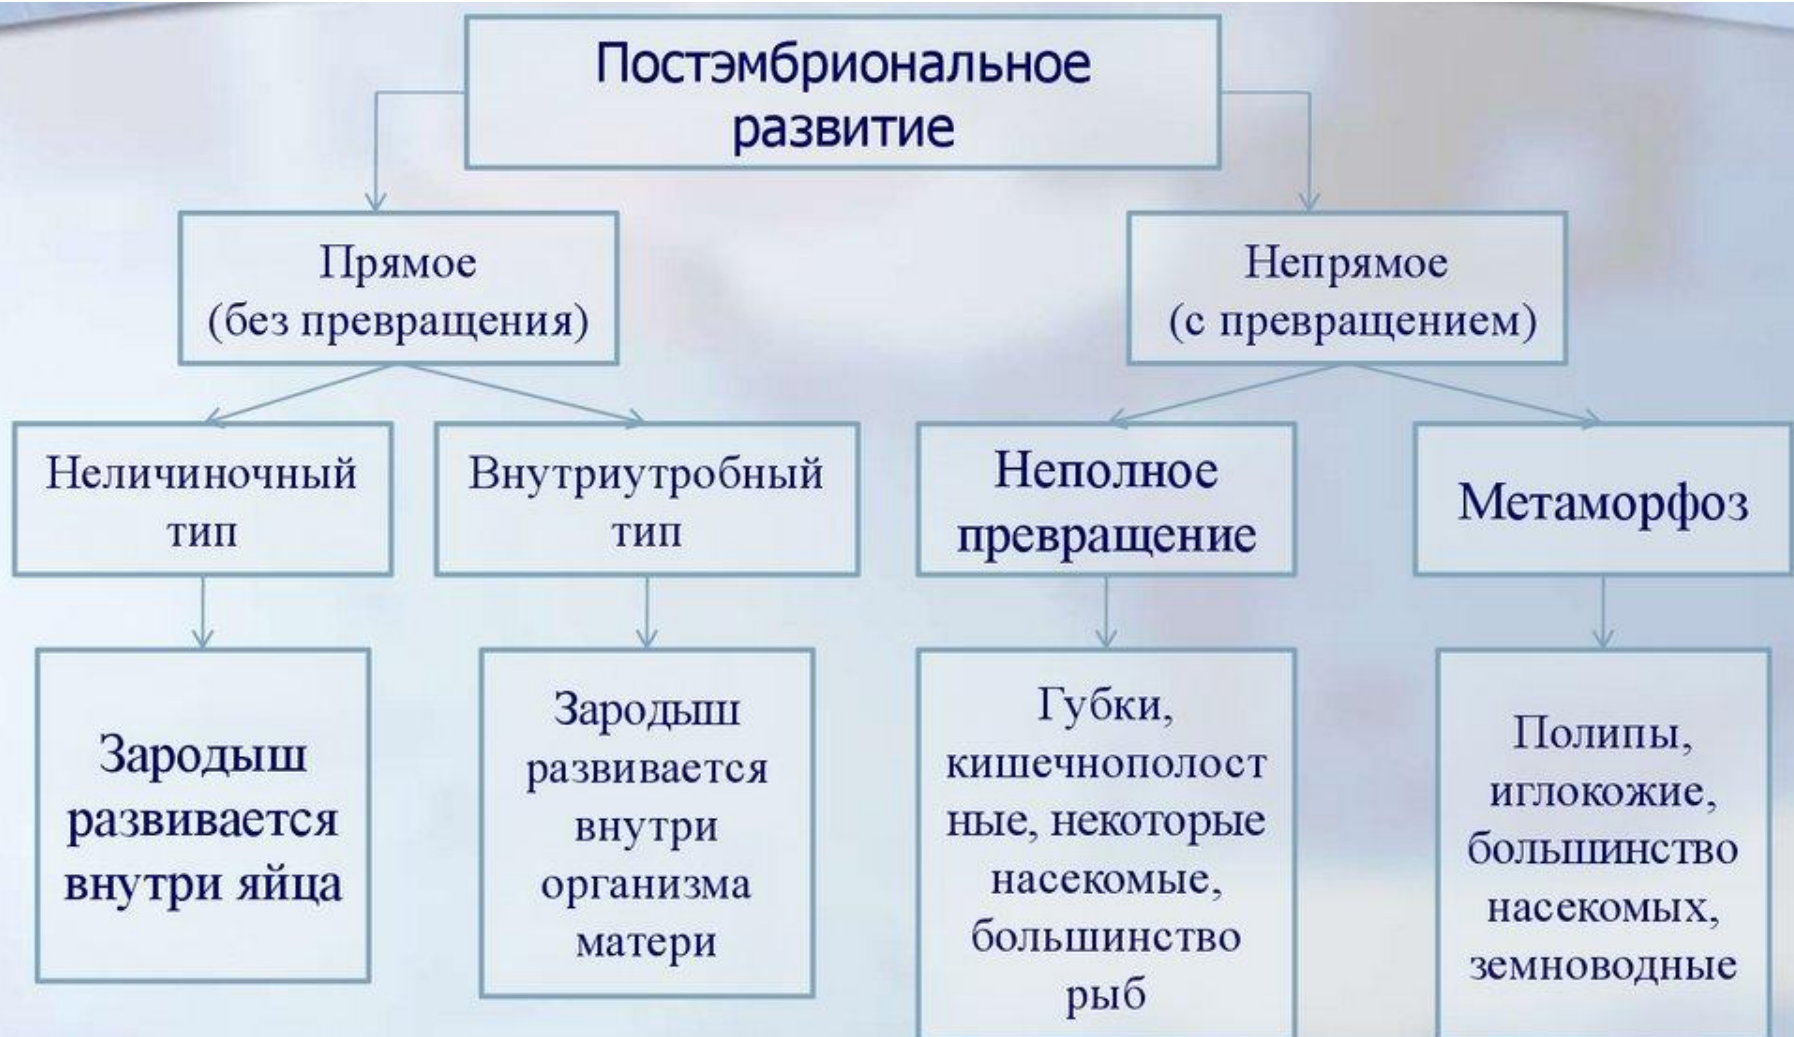 Постэмбриональное
развитие
Прямое
(без превращения)
Непрямое
(с превращением)
Неличиночный
тип
Внутриутробный
тип
Неполное
превращение
Метаморфоз
Зародыш
развивается
внутри яйца
Зародыш
развивается
внутри
организма
матери
Губки,
кишечнополост
ные, некоторые
насекомые,
большинство
рыб
Полипы,
иглокожие,
большинство
насекомых,
земноводные